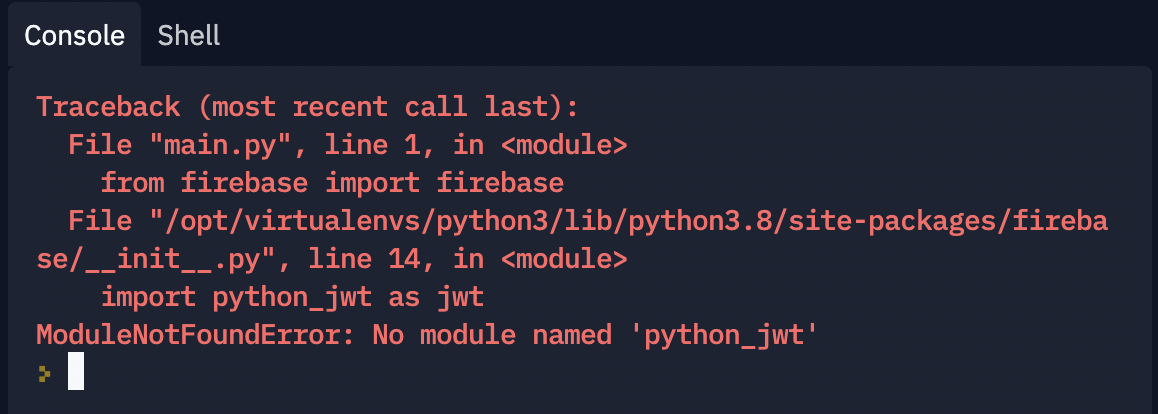 Console Shell
Traceback (most recent call last):
  File "main.py", line 1, in <module>
    from firebase import firebase
  File "/opt/virtualenvs/python3/lib/python3.8/site-packages/fireba
se/__init__.py", line 14, in <module>
    import python_jwt as jwt
ModuleNotFoundError: No module named 'python_jwt'